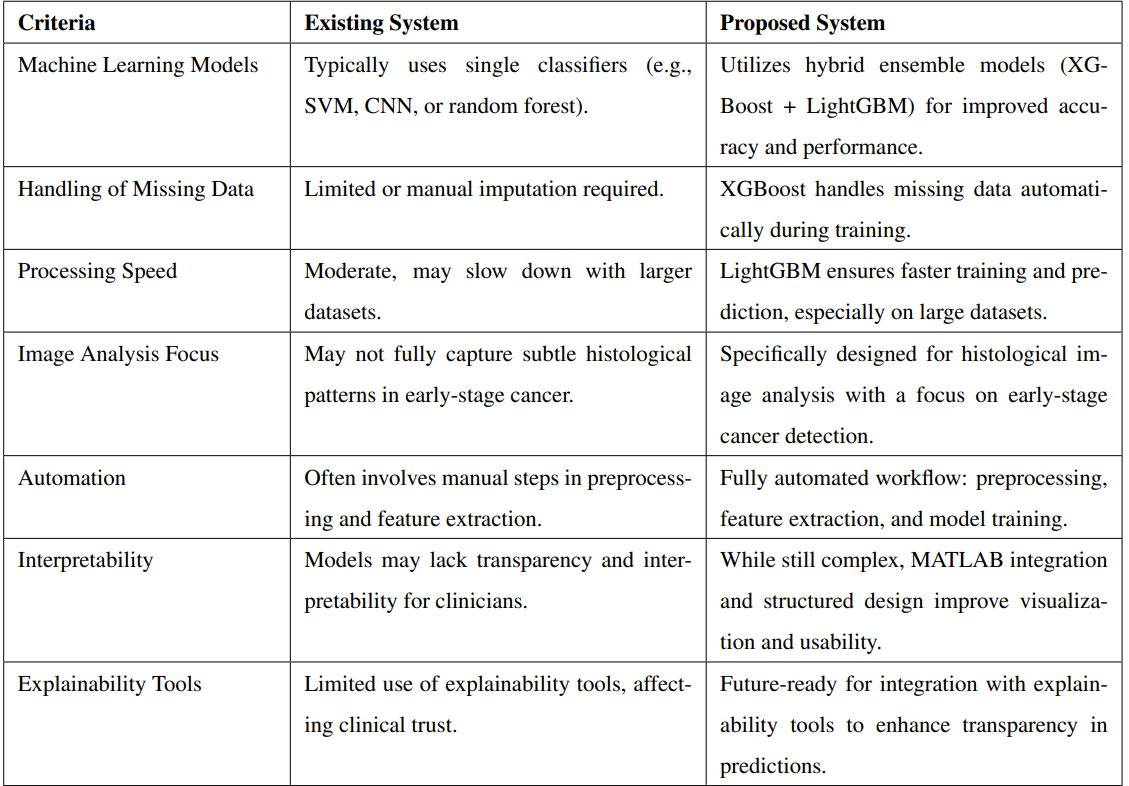 Criteria
Existing System
Proposed System
Machine Learning Models
Typically uses single classifiers (e.g.,
SVM, CNN, or random forest).
Utilizes hybrid ensemble models (XG-
Boost + LightGBM) for improved accu-
racy and performance.
Handling of Missing Data
Limited or manual imputation required.
XGBoost handles missing data automati-
cally during training.
Processing Speed
Moderate, may slow down with larger
datasets.
LightGBM ensures faster training and pre-
diction, especially on large datasets.
Image Analysis Focus
May not fully capture subtle histological
patterns in early-stage cancer.
Specifically designed for histological im-
age analysis with a focus on early-stage
cancer detection.
Automation
Often involves manual steps in preprocess-
ing and feature extraction.
Fully automated workflow: preprocessing,
feature extraction, and model training.
Interpretability
Models may lack transparency and inter-
pretability for clinicians.
While still complex, MATLAB integration
and structured design improve visualiza-
tion and usability.
Explainability Tools
Limited use of explainability tools, affect-
ing clinical trust.
Future-ready for integration with explain-
ability tools to enhance transparency in
predictions.